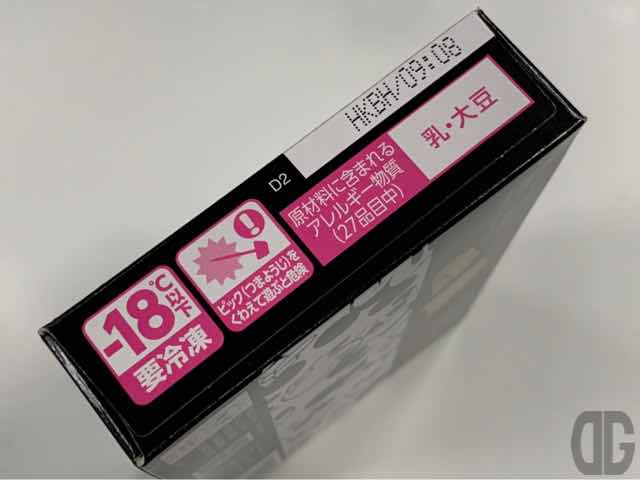 -18℃以下
要冷凍
ピック(つまようじ)を
くわえて遊ぶと危険
D2
原材料に含まれる
アレルギー物質
(27品目中)
乳・大豆
HKBH/09:08
DG